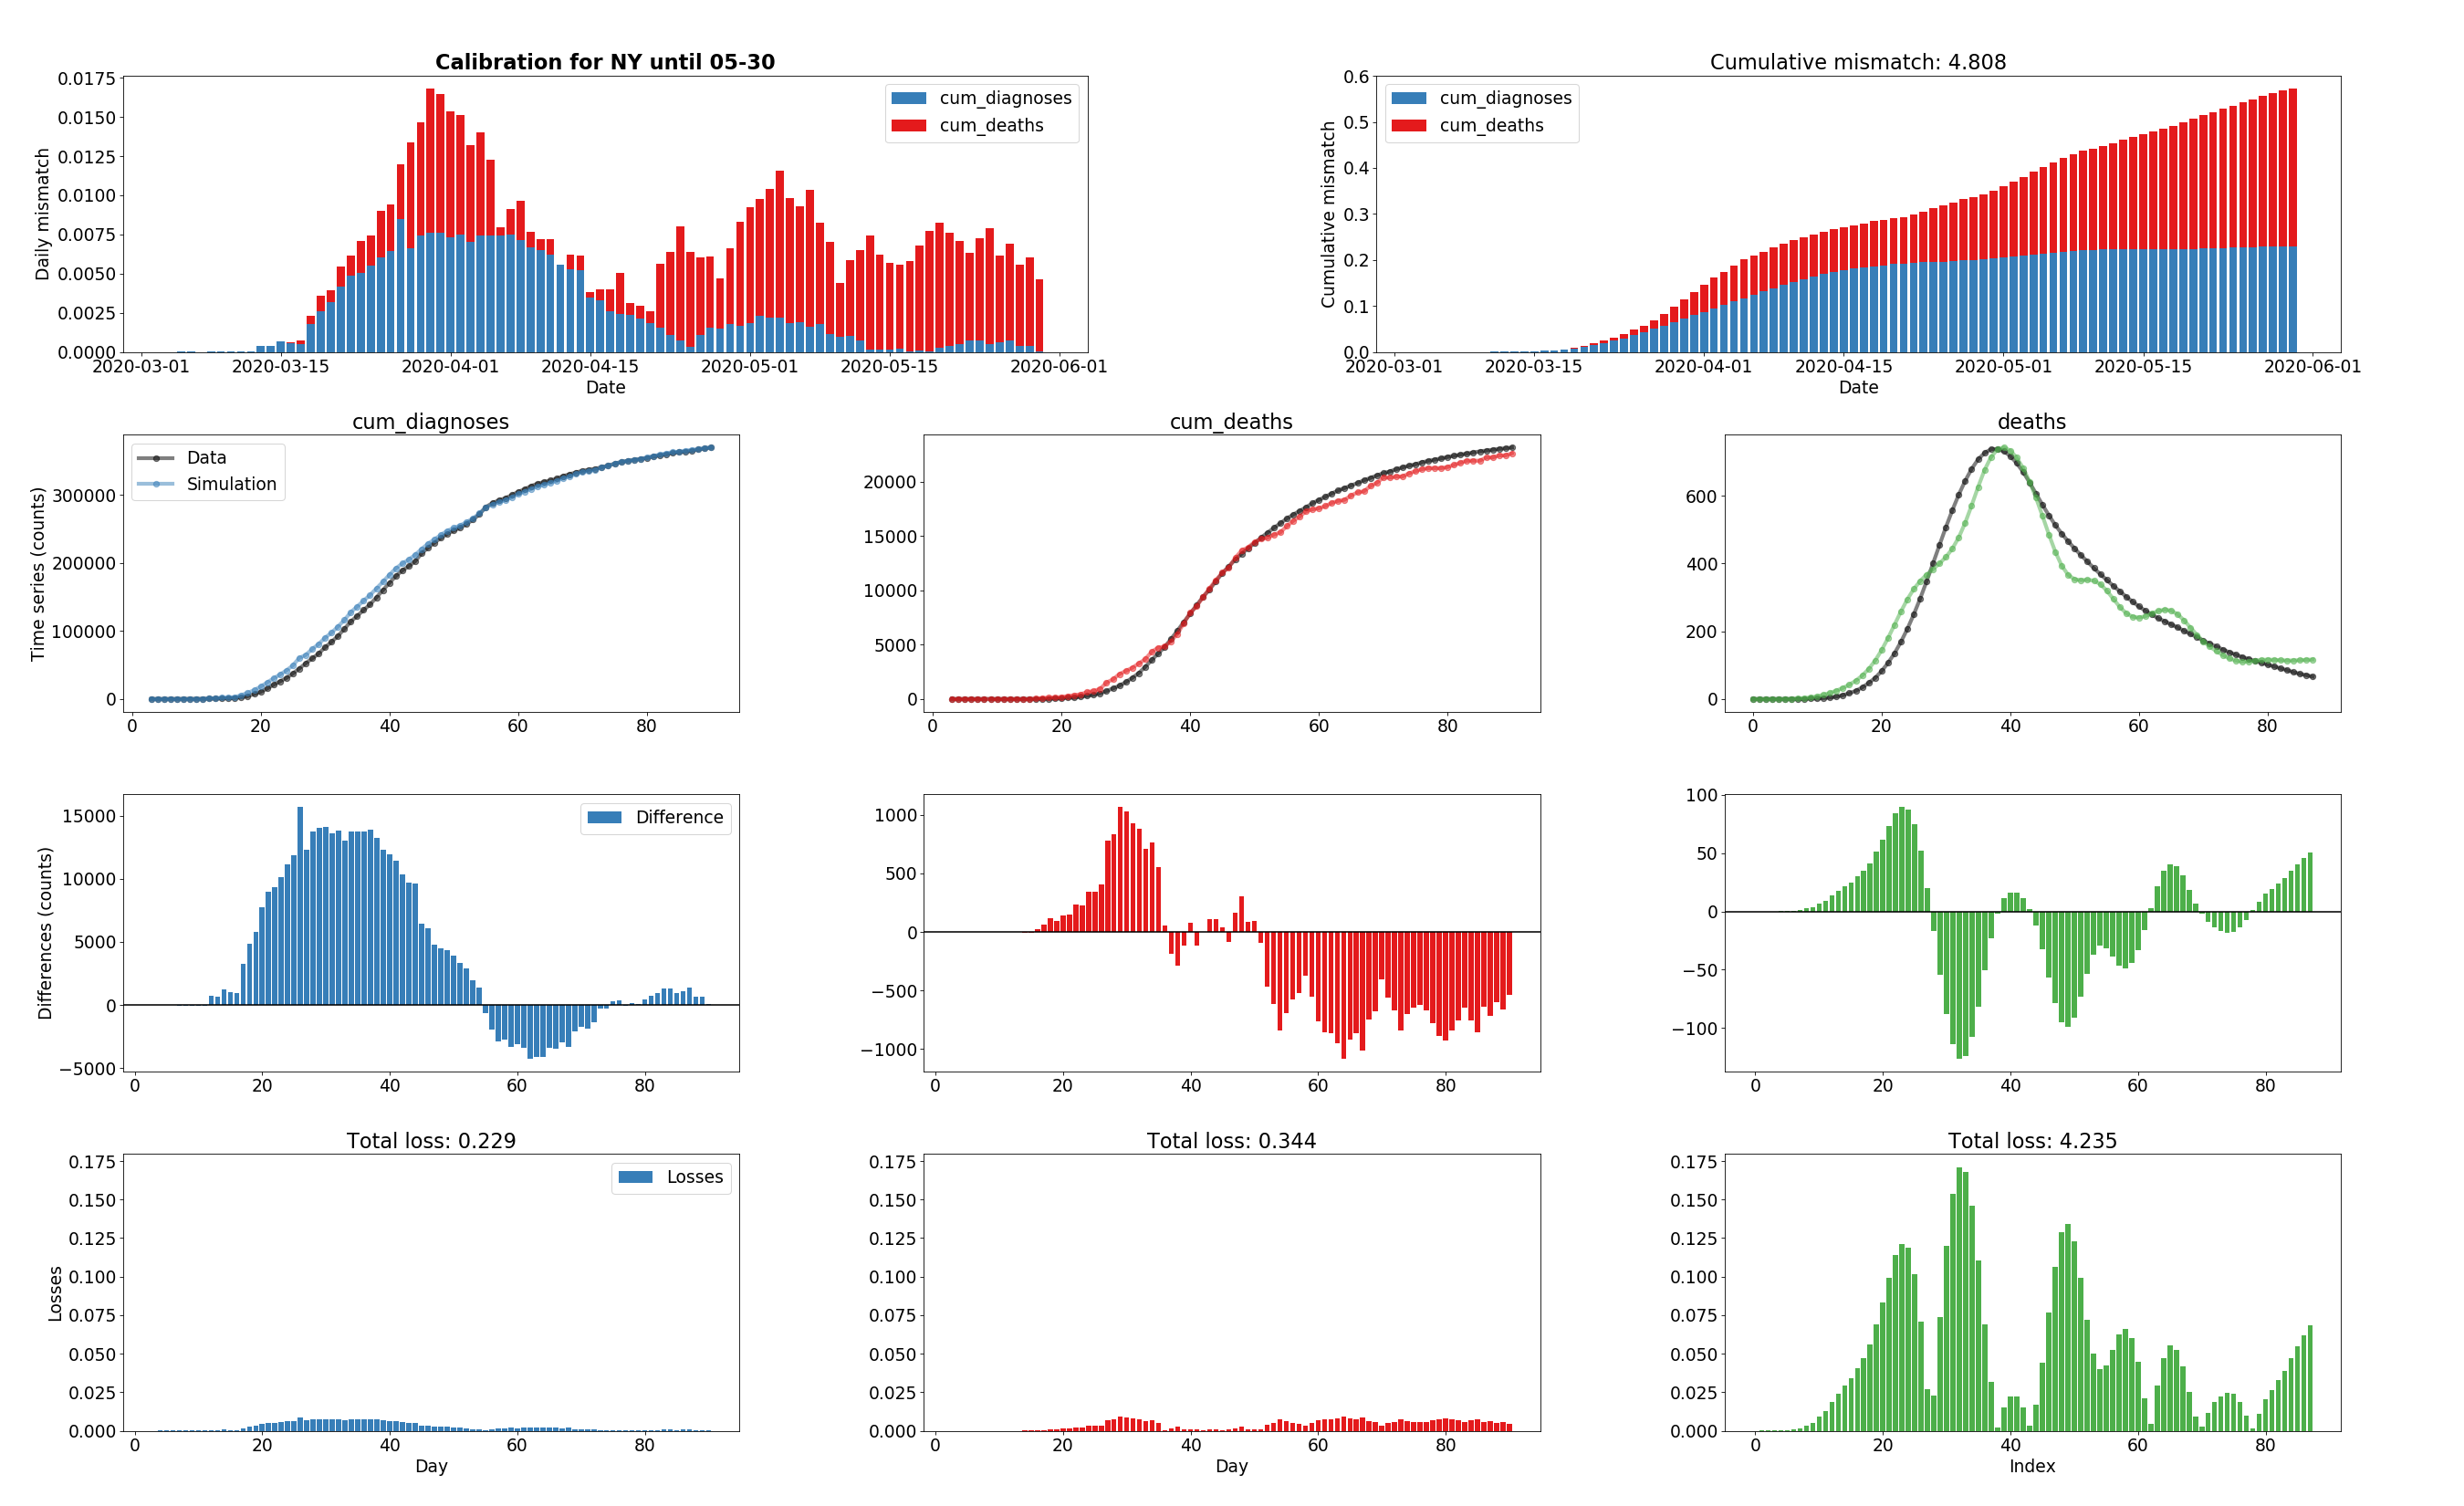 Calibration for NY until 05-30
Daily mismatch
0.0175
0.0150
0.0125
0.0100
0.0075
0.0050
0.0025
0.0000
cum_diagnoses
cum_deaths
2020-03-01 2020-03-15 2020-04-01 2020-04-15 2020-05-01 2020-05-15 2020-06-01
Date
Cumulative mismatch: 4.808
Cumulative mismatch
0.6
0.5
0.4
0.3
0.2
0.1
0.0
cum_diagnoses
cum_deaths
2020-03-01 2020-03-15 2020-04-01 2020-04-15 2020-05-01 2020-05-15 2020-06-01
Date
cum_diagnoses
Time series (counts)
300000
200000
100000
0
Data
Simulation
0 20 40 60 80
cum_deaths
20000
15000
10000
5000
0
0 20 40 60 80
deaths
600
400
200
0
0 20 40 60 80
Differences (counts)
15000
10000
5000
0
−5000
Difference
0 20 40 60 80
1000
500
0
−500
−1000
0 20 40 60 80
100
50
0
−50
−100
0 20 40 60 80
Total loss: 0.229
Losses
0.175
0.150
0.125
0.100
0.075
0.050
0.025
0.000
Losses
0 20 40 60 80
Day
Total loss: 0.344
0.175
0.150
0.125
0.100
0.075
0.050
0.025
0.000
0 20 40 60 80
Day
Total loss: 4.235
0.175
0.150
0.125
0.100
0.075
0.050
0.025
0.000
0 20 40 60 80
Index